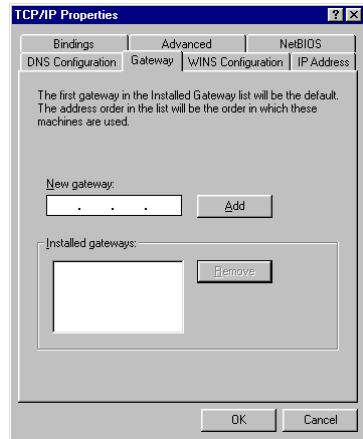 TCP/IP Properties
Bindings Advanced NetBIOS
DNS Configuration Gateway WINS Configuration IP Address
The first gateway in the Installed Gateway list will be the default.
The address order in the list will be the order in which these
machines are used.
New gateway:
. . .
Add
Installed gateways:
Remove
OK Cancel